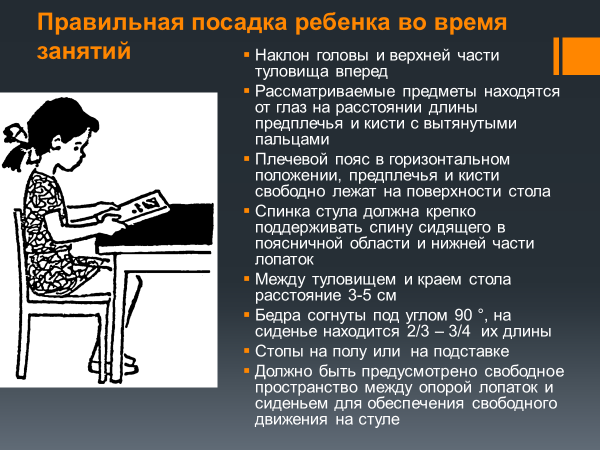 Правильная посадка ребенка во время
занятий
Наклон головы и верхней части
туловища вперед
Рассматриваемые предметы находятся
от глаз на расстоянии длины
предплечья и кисти с вытянутыми
пальцами
Плечевой пояс в горизонтальном
положении, предплечья и кисти
свободно лежат на поверхности стола
Спинка стула должна крепко
поддерживать спину сидящего в
поясничной области и нижней части
лопаток
Между туловищем и краем стола
расстояние 3-5 см
Бедра согнуты под углом 90 °, на
сиденье находится 2/3 – 3/4 их длины
Стопы на полу или на подставке
Должно быть предусмотрено свободное
пространство между опорой лопаток и
сиденьем для обеспечения свободного
движения на стуле